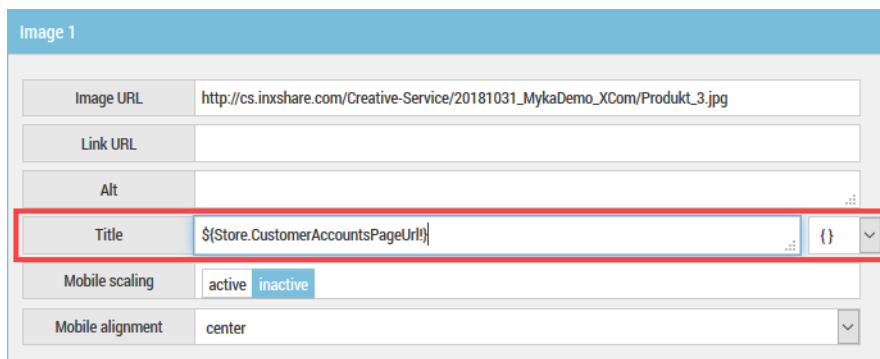 Image 1
Image URL http://cs.inxshare.com/Creative-Service/20181031_MykaDemo_XCom/Produkt_3.jpg
Link URL
Alt
Title ${Store.CustomerAccountsPageUrl!} {}
Mobile scaling active inactive
Mobile alignment center